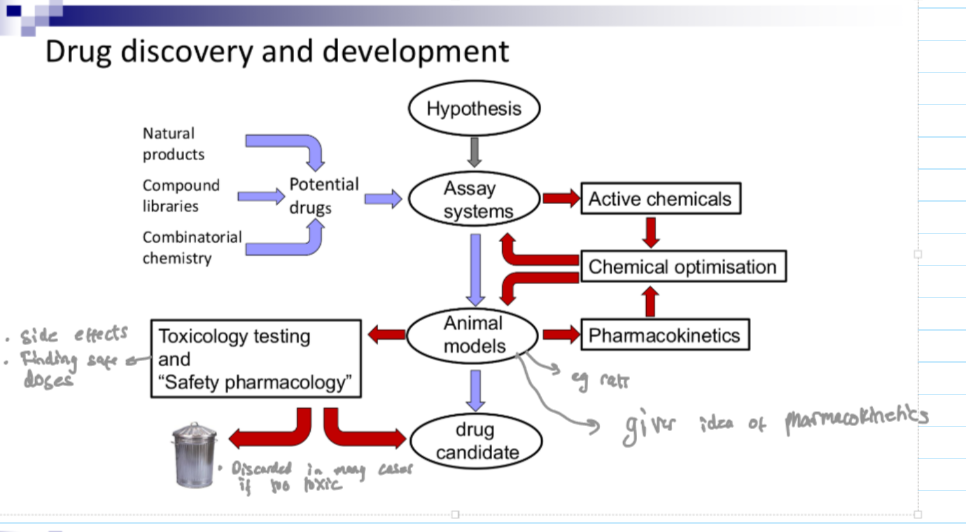 Drug discovery and development
Hypothesis
Natural
products
Compound
libraries
Combinatorial
chemistry
Potential
drugs
Assay
systems
Active chemicals
Chemical optimisation
Animal
models
Pharmacokinetics
Toxicology testing
and
“Safety pharmacology”
. side effects
. Finding safe
doses
eg rats
gives idea of pharmacokinetics
drug
candidate
. Discarded in many cases
if too toxic